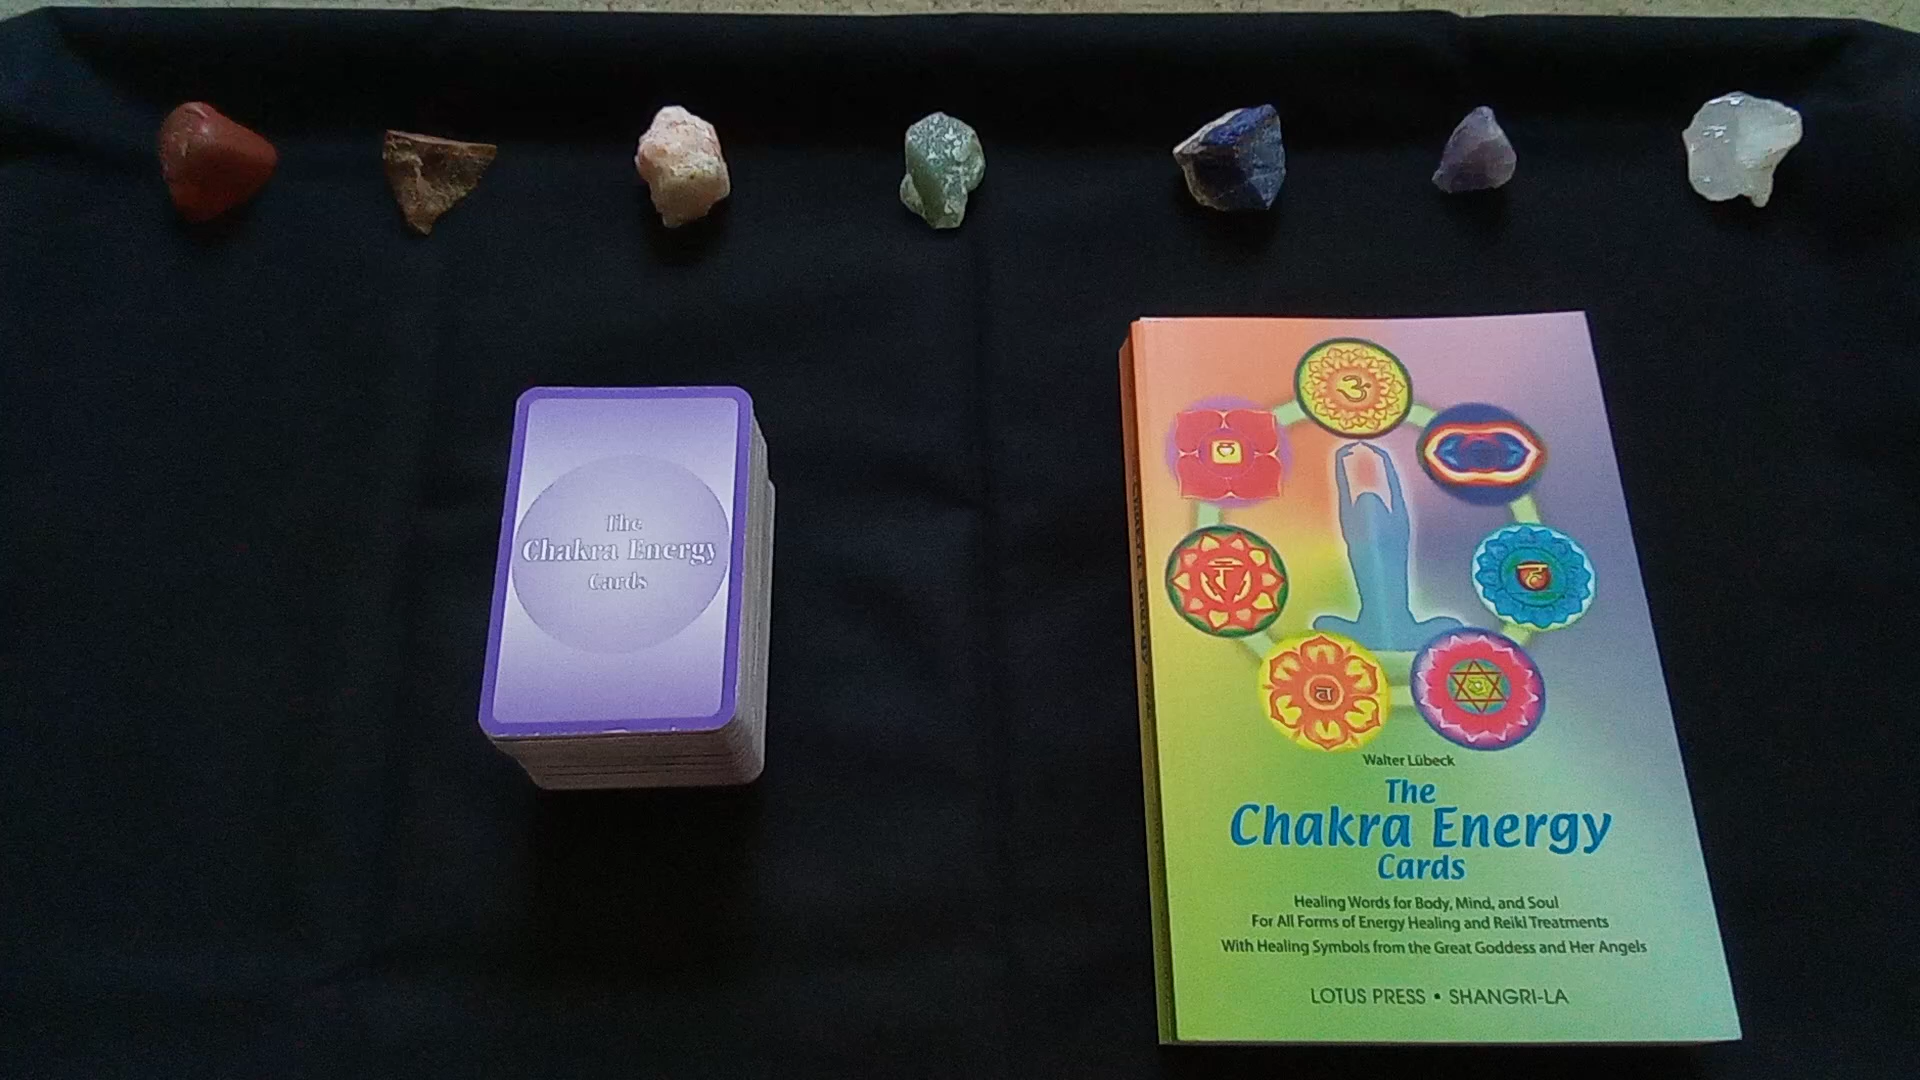 The
Chakra Energy
Cards
Walter Lübeck
The
Chakra Energy
Cards
Healing Words for Body, Mind, and Soul
For All Forms of Energy Healing and Reiki Treatments
With Healing Symbols from the Great Goddess and Her Angels
LOTUS PRESS • SHANGRI-LA